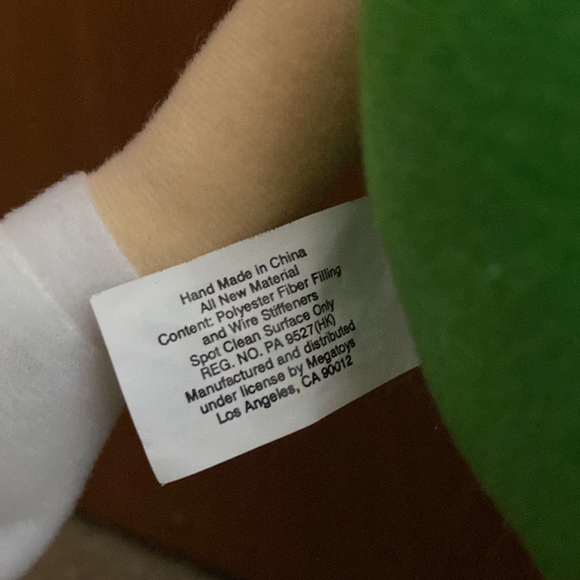 Hand Made in China
All New Material
Content: Polyester Fiber Filling
and Wire Stiffeners
Spot Clean Surface Only
REG. NO. PA 9527(HK)
Manufactured and distributed
under license by Megatoys
Los Angeles, CA 90012